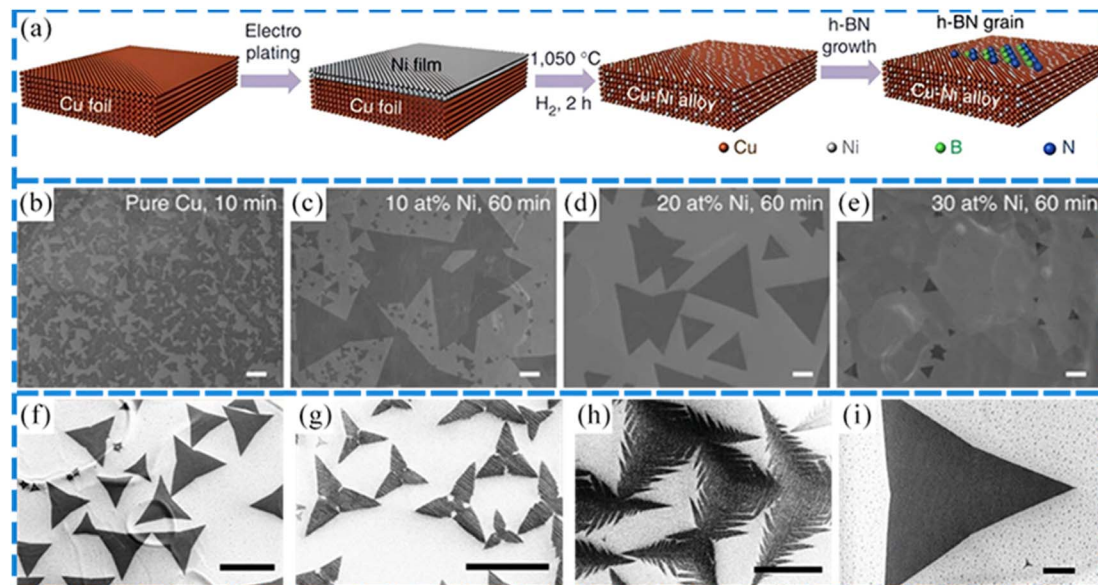 (a)
Electro
plating
Ni film
Cu foil
Cu foil
1,050 °C
H₂, 2 h
Cu-Ni alloy
h-BN
growth
h-BN grain
Cu-Ni alloy
Cu
Ni
B
N
(b)
Pure Cu, 10 min
(c)
10 at% Ni, 60 min
(d)
20 at% Ni, 60 min
(e)
30 at% Ni, 60 min
(f)
(g)
(h)
(i)